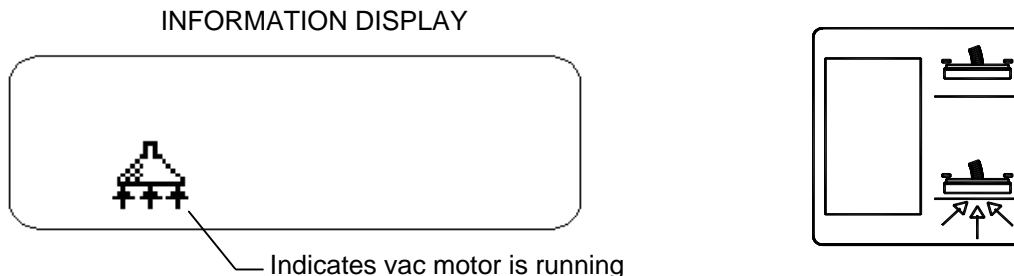 INFORMATION DISPLAY
Indicates vac motor is running